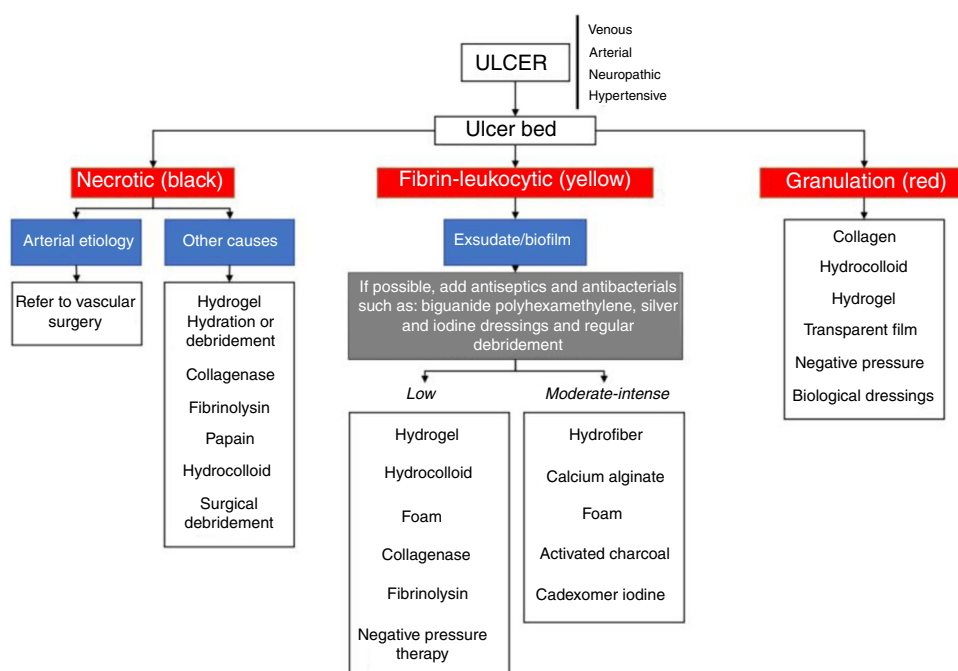 ULCER
Venous
Arterial
Neuropathic
Hypertensive
Ulcer bed
Necrotic (black)
Fibrin-leukocytic (yellow)
Granulation (red)
Arterial etiology
Other causes
Exsudate/biofilm
Refer to vascular
surgery
Hydrogel
Hydration or
debridement
Collagenase
Fibrinolysin
Papain
Hydrocolloid
Surgical
debridement
If possible, add antiseptics and antibacterials
such as: biguanide polyhexamethylene, silver
and iodine dressings and regular
debridement
Low
Moderate-intense
Hydrogel
Hydrocolloid
Foam
Collagenase
Fibrinolysin
Negative pressure
therapy
Hydrofiber
Calcium alginate
Foam
Activated charcoal
Cadexomer iodine
Collagen
Hydrocolloid
Hydrogel
Transparent film
Negative pressure
Biological dressings